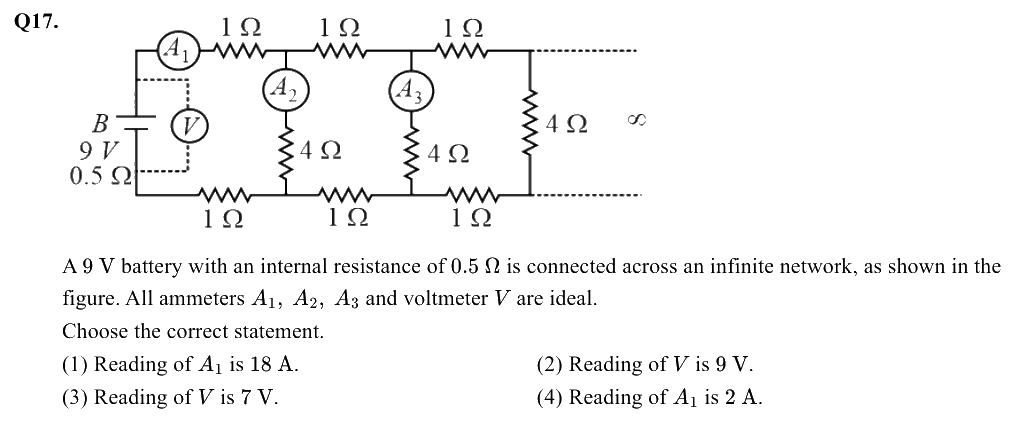 Q17.
1 Ω 1 Ω 1 Ω
A1
A2 A3
B V 4 Ω ∞
9 V 4 Ω 4 Ω
0.5 Ω
1 Ω 1 Ω 1 Ω
A 9 V battery with an internal resistance of 0.5 Ω is connected across an infinite network, as shown in the
figure. All ammeters A1, A2, A3 and voltmeter V are ideal.
Choose the correct statement.
(1) Reading of A1 is 18 A. (2) Reading of V is 9 V.
(3) Reading of V is 7 V. (4) Reading of A1 is 2 A.